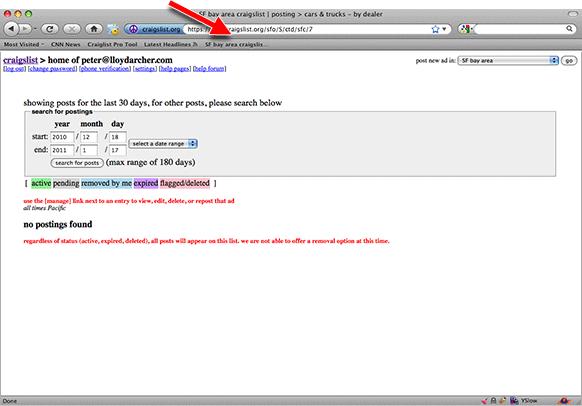 SF bay area craigslist | posting > cars & trucks - by dealer
craigslist.org https:// craigslist.org/sfo/S/ctd/sfc/7
Most Visited CNN News Craiglist Pro Tool Latest Headlines SF bay area craigslis...
craigslist > home of peter@lloydarcher.com
post new ad in: SF bay area go
[log out] [change password] [phone verification] [settings] [help pages] [help forum]
showing posts for the last 30 days, for other posts, please search below
search for postings
year month day
start: 2010 / 12 / 18
select a date range
end: 2011 / 1 / 17
search for posts (max range of 180 days)
[ active pending removed by me expired flagged/deleted ]
use the [manage] link next to an entry to view, edit, delete, or repost that ad
all times Pacific
no postings found
regardless of status (active, expired, deleted), all posts will appear on this list. we are not able to offer a removal option at this time.
Done
YSlow